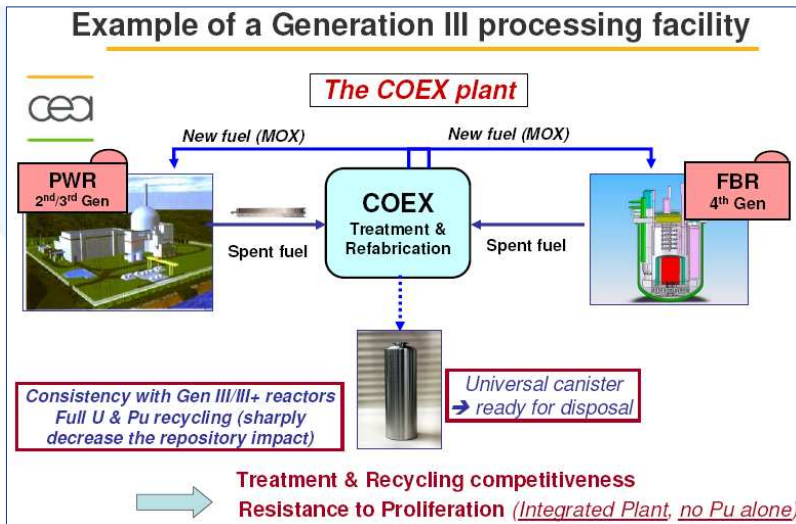 Example of a Generation III processing facility
cea
The COEX plant
New fuel (MOX)
New fuel (MOX)
PWR
2nd/3rd Gen
COEX
Treatment &
Refabrication
FBR
4th Gen
Spent fuel
Spent fuel
Consistency with Gen III/III+ reactors
Full U & Pu recycling (sharply
decrease the repository impact)
Universal canister
➔ ready for disposal
Treatment & Recycling competitiveness
Resistance to Proliferation (Integrated Plant, no Pu alone)